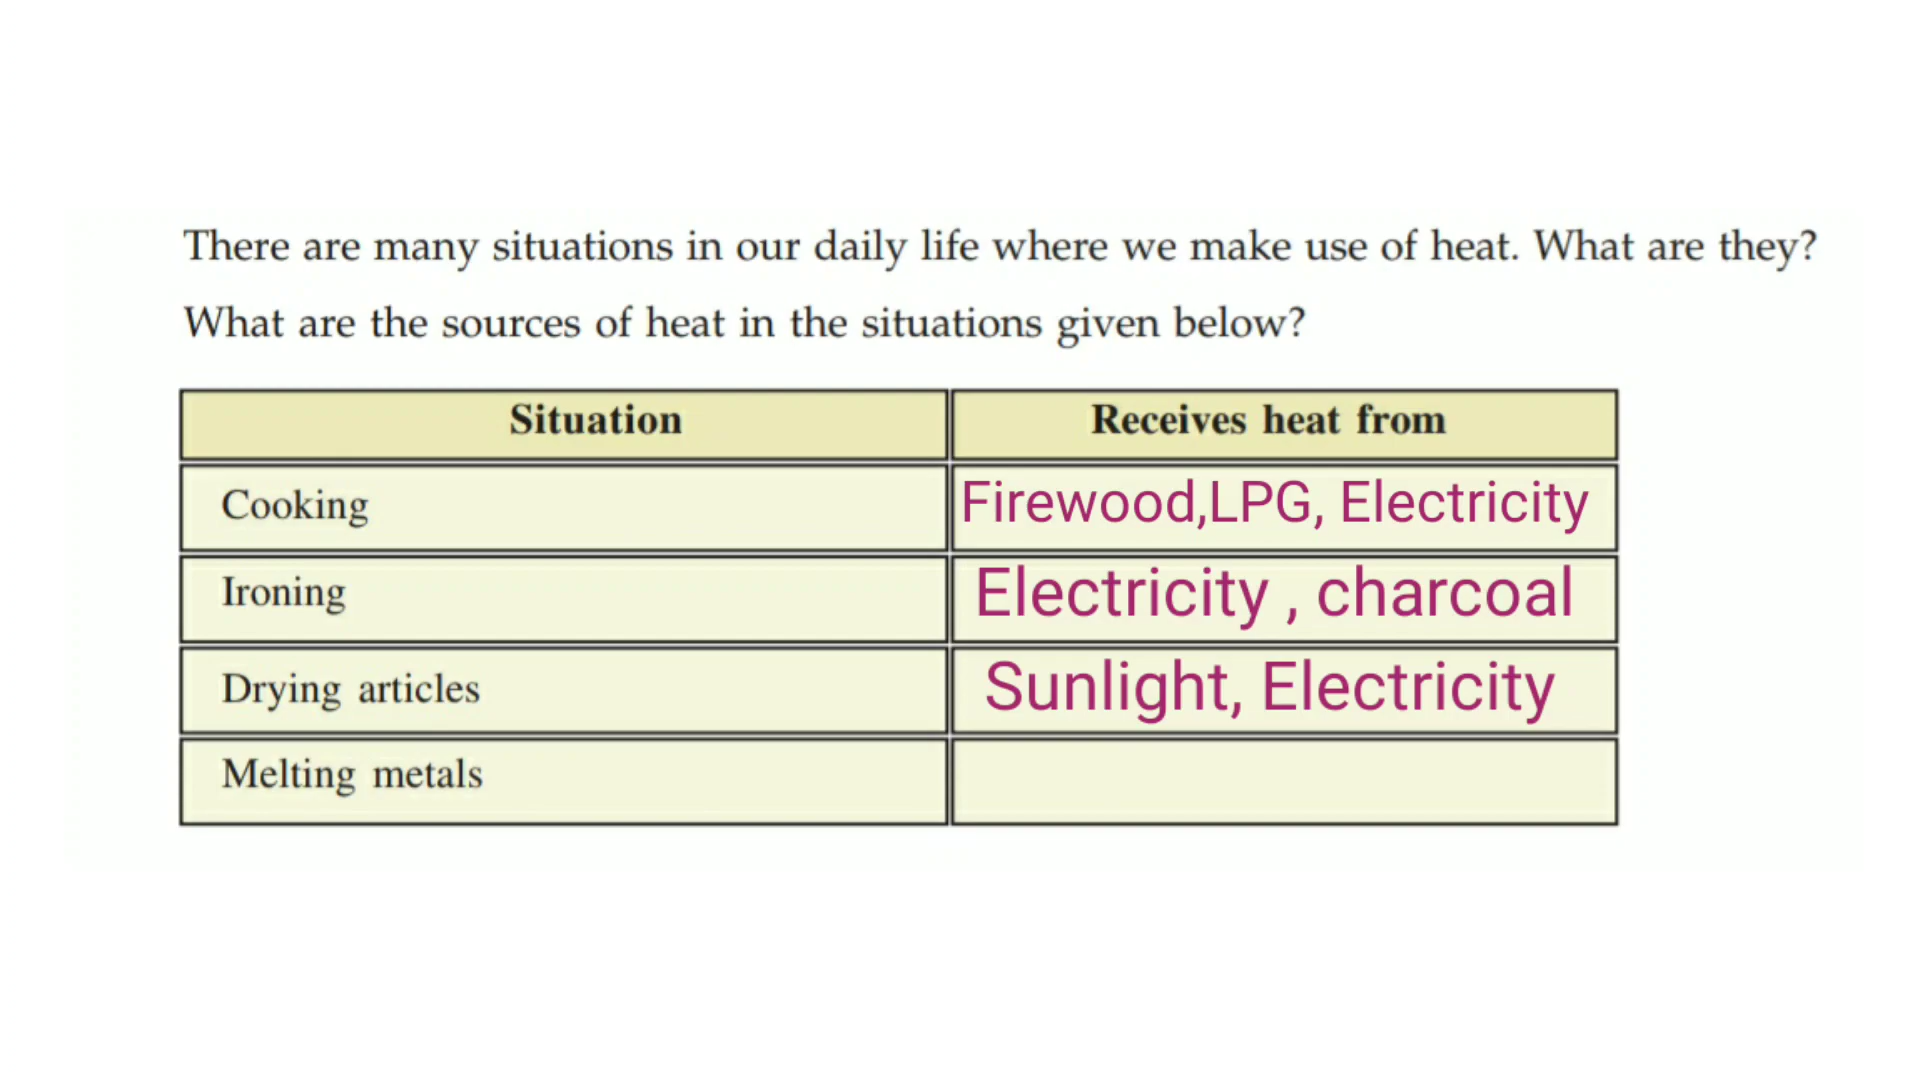 There are many situations in our daily life where we make use of heat. What are they?
What are the sources of heat in the situations given below?
Situation Receives heat from
Cooking Firewood,LPG, Electricity
Ironing Electricity , charcoal
Drying articles Sunlight, Electricity
Melting metals